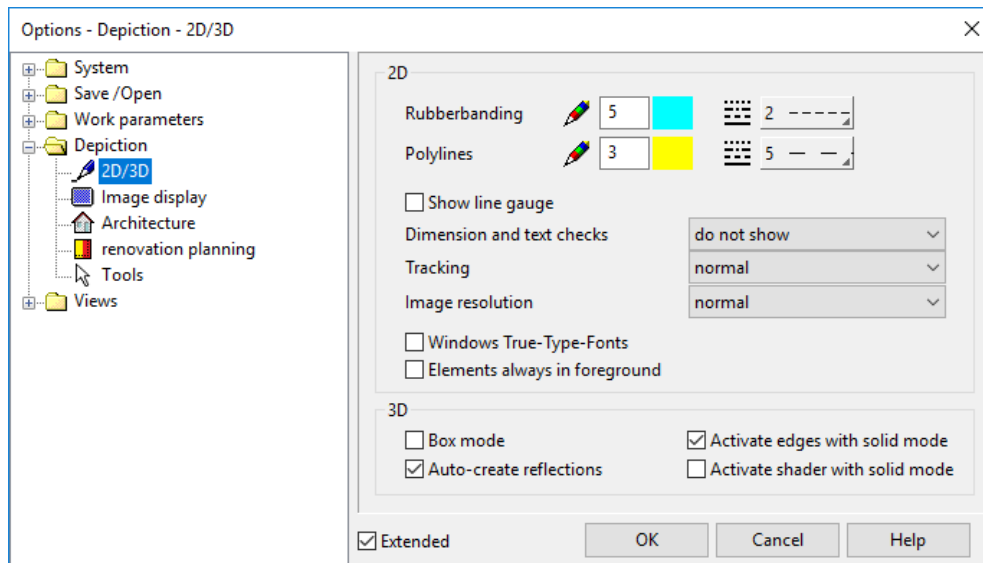 Options - Depiction - 2D/3D
System
Save /Open
Work parameters
Depiction
2D/3D
Image display
Architecture
renovation planning
Tools
Views
2D
Rubberbanding 5 2
Polylines 3 5
Show line gauge
Dimension and text checks do not show
Tracking normal
Image resolution normal
Windows True-Type-Fonts
Elements always in foreground
3D
Box mode Activate edges with solid mode
Auto-create reflections Activate shader with solid mode
Extended OK Cancel Help